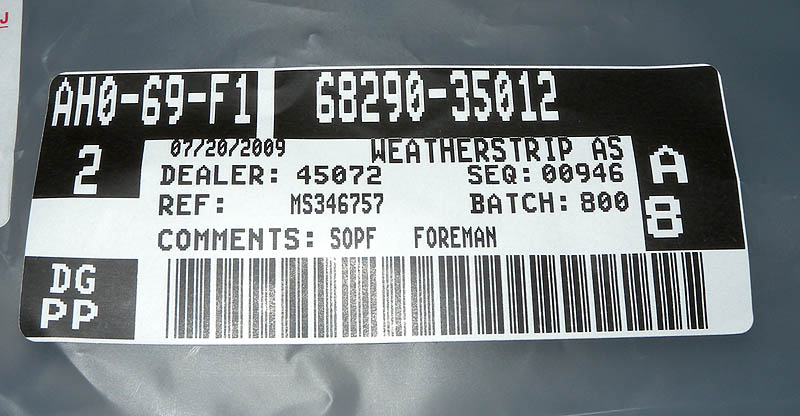 J
AH0-69-F1 68290-35012
2 07/20/2009 WEATHERSTRIP AS A
DEALER: 45072 SEQ: 00946
REF: MS346757 BATCH: 800 8
COMMENTS: SOPF FOREMAN
DG
PP